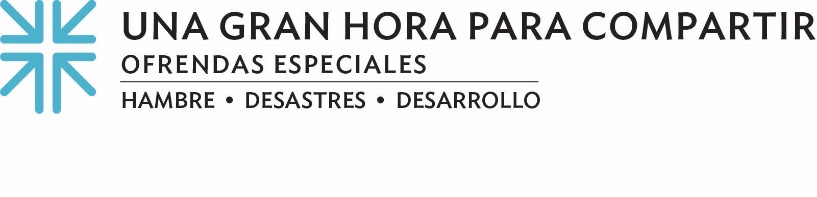 UNA GRAN HORA PARA COMPARTIR
OFRENDAS ESPECIALES
HAMBRE • DESASTRES • DESARROLLO